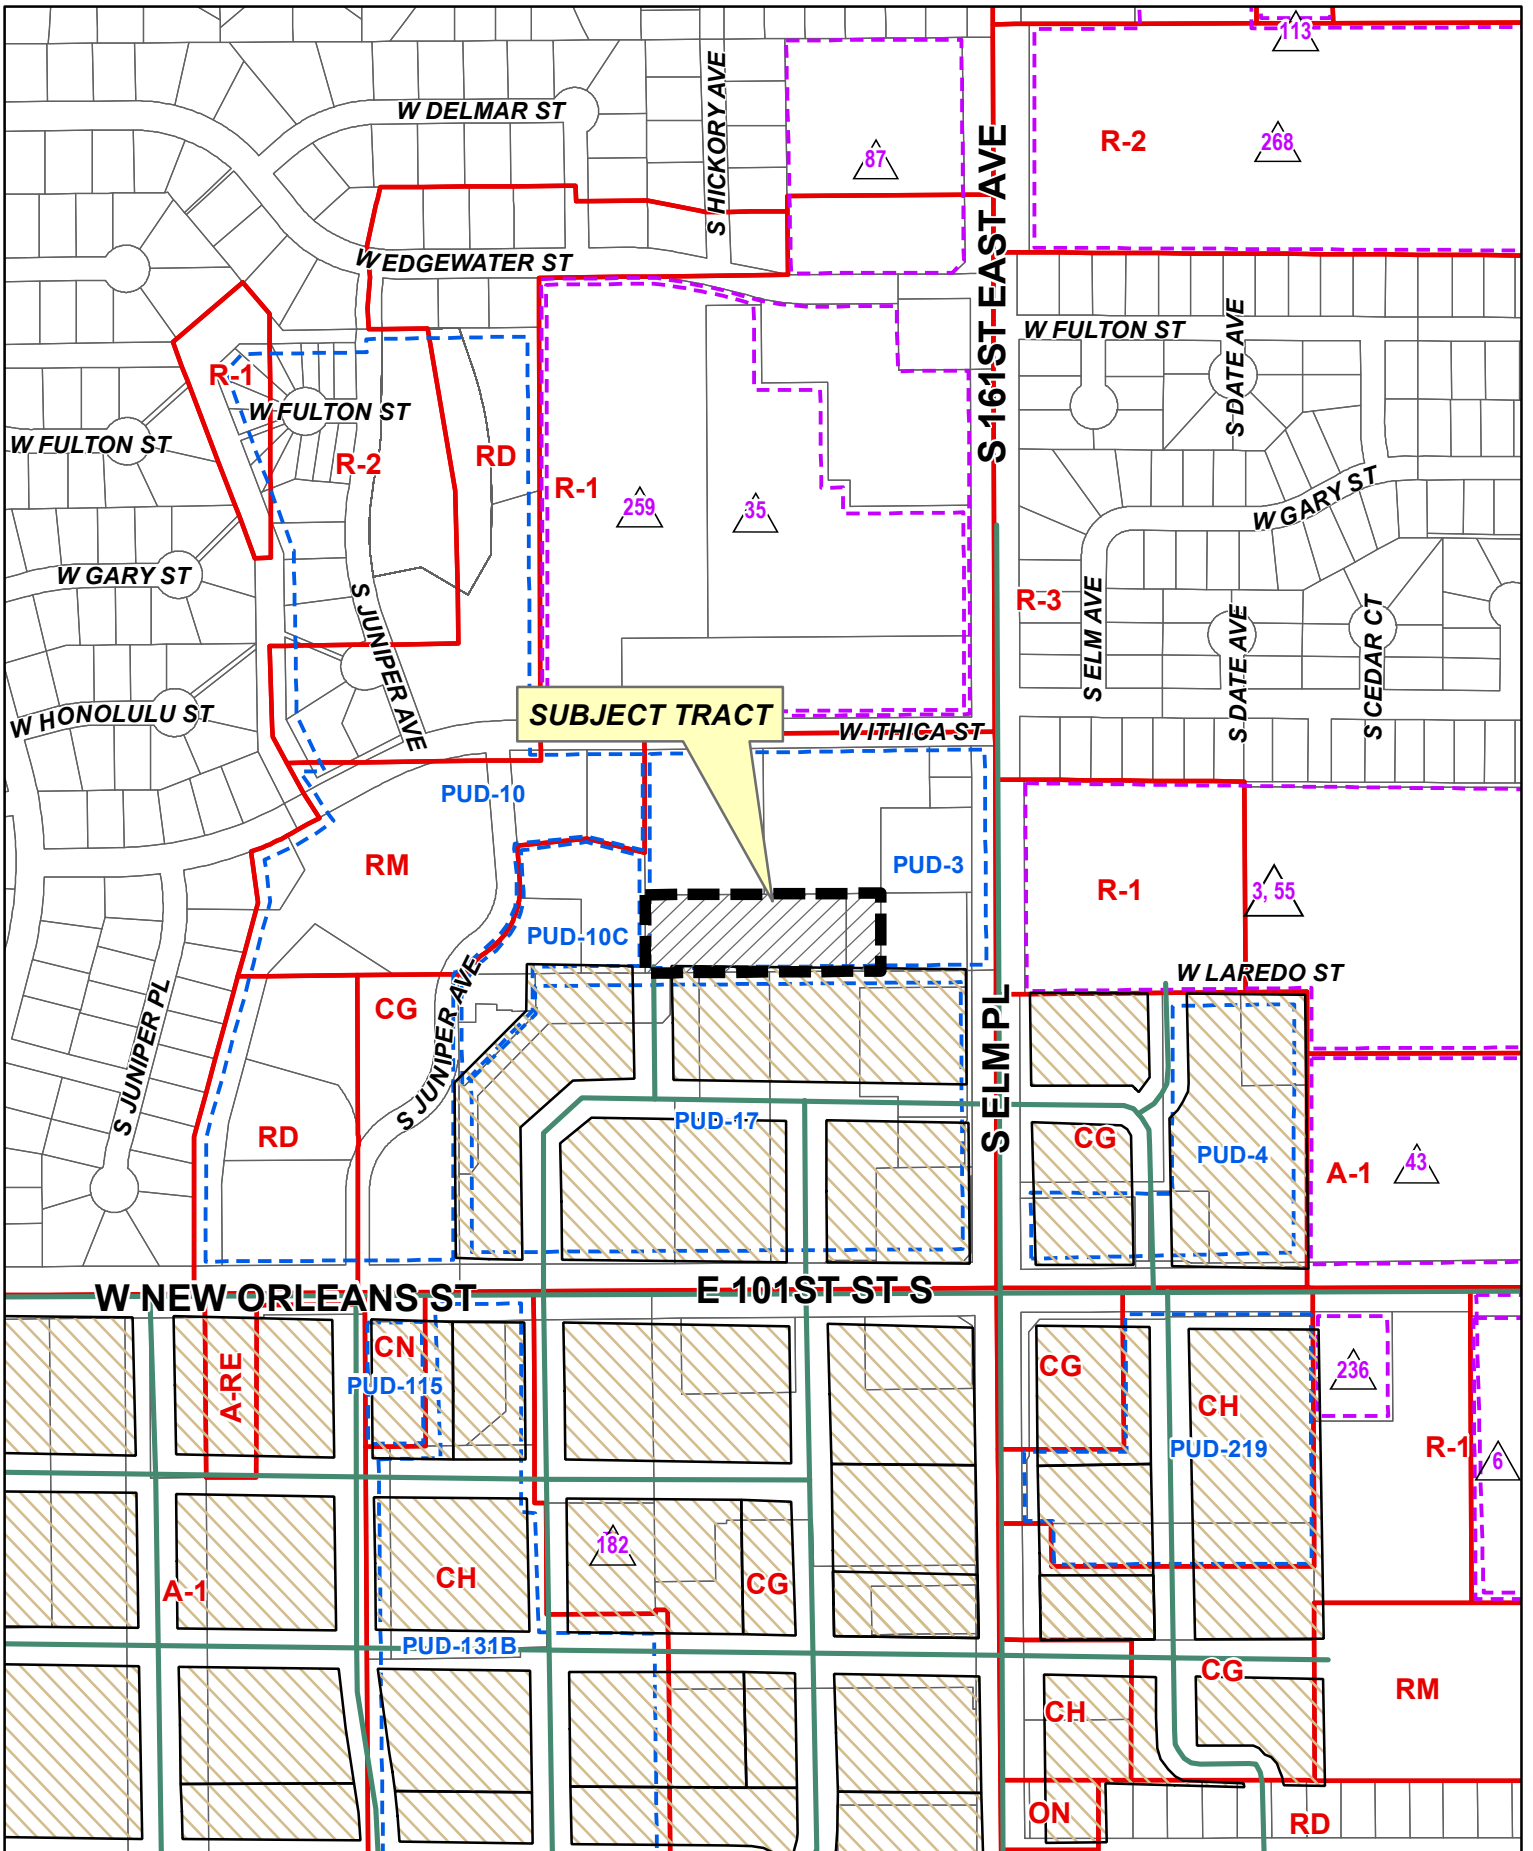 113
W DELMAR ST
S HICKORY AVE
87
R-2
268
S 161ST EAST AVE
W EDGEWATER ST
W FULTON ST
S DATE AVE
R-1
W FULTON ST
W FULTON ST
R-2
RD
R-1
259
35
W GARY ST
W GARY ST
S JUNIPER AVE
R-3
S ELM AVE
S DATE AVE
S CEDAR CT
W HONOLULU ST
SUBJECT TRACT
W ITHICA ST
PUD-10
RM
PUD-3
R-1
3, 55
PUD-10C
W LAREDO ST
S JUNIPER PL
CG
S JUNIPER AVE
S ELM PL
PUD-17
RD
CG
PUD-4
A-1
43
W NEW ORLEANS ST
E 101ST ST S
A-RE
CN
PUD-115
CG
CH
236
PUD-219
R-1
6
182
A-1
CH
CG
PUD-131B
CG
RM
CH
ON
RD